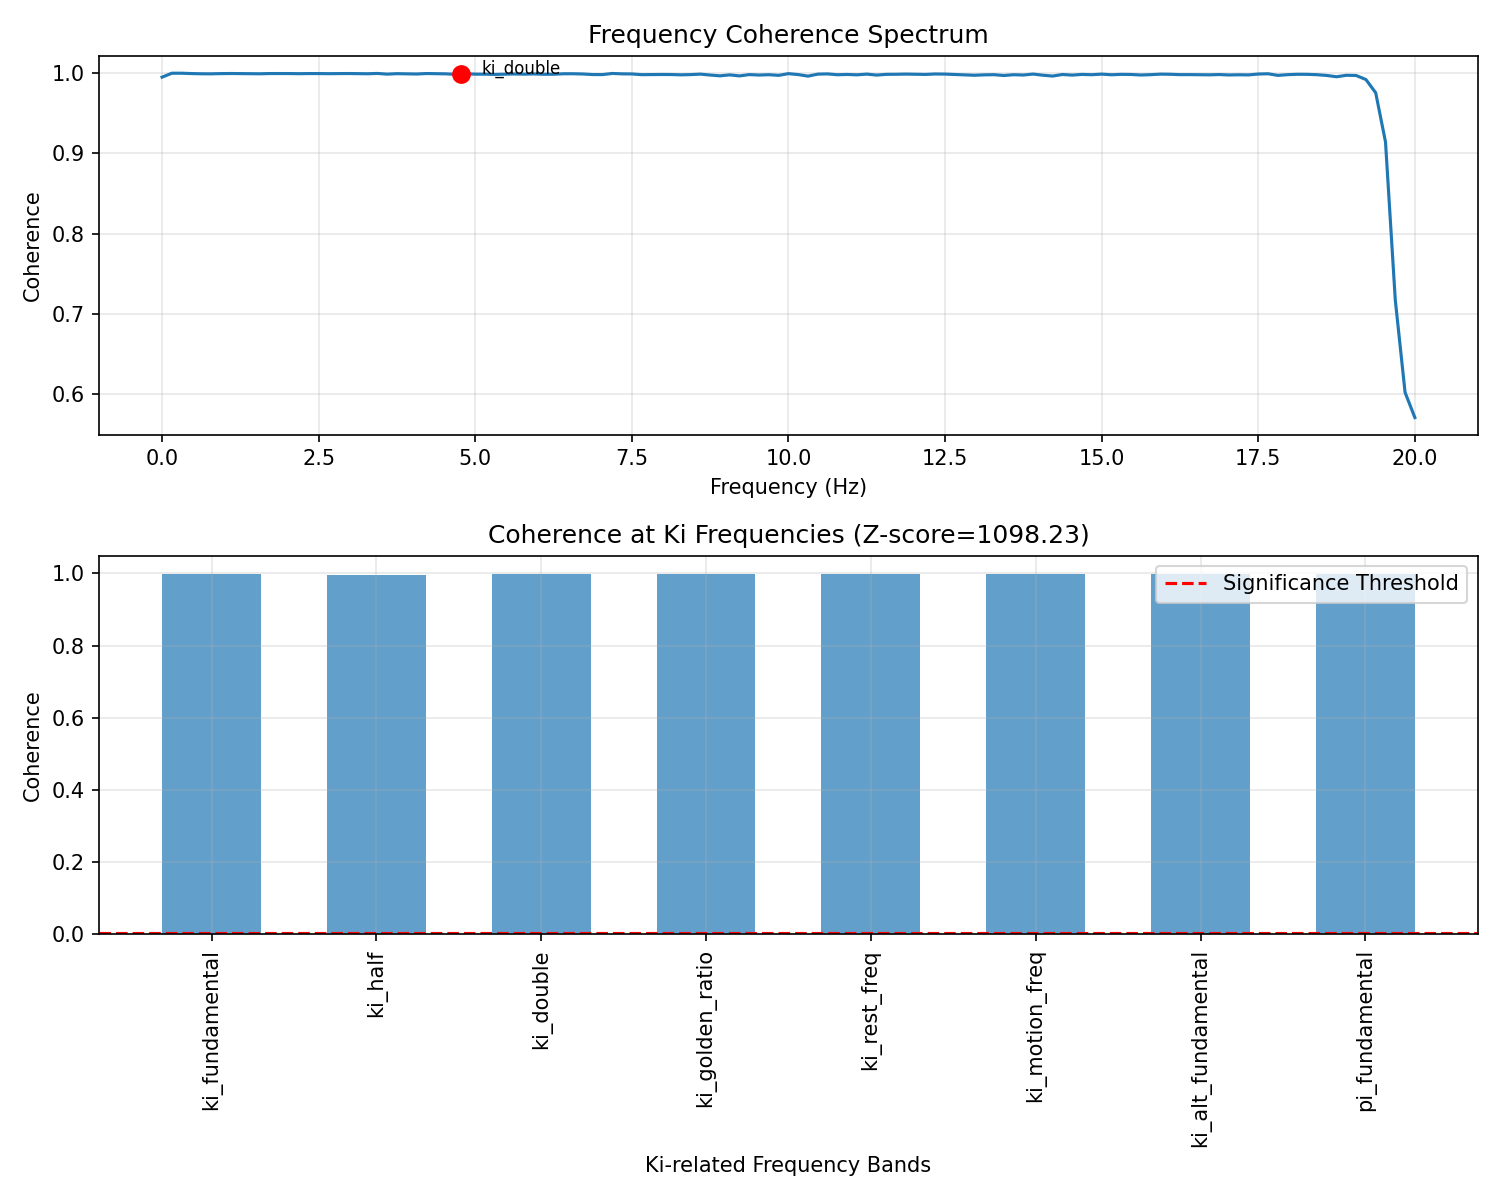 Frequency Coherence Spectrum
1.0
0.9
0.8
0.7
0.6
Coherence
ki_double
0.0 2.5 5.0 7.5 10.0 12.5 15.0 17.5 20.0
Frequency (Hz)
Coherence at Ki Frequencies (Z-score=1098.23)
1.0
0.8
0.6
0.4
0.2
0.0
Coherence
Significance Threshold
ki_fundamental
ki_half
ki_double
ki_golden_ratio
ki_rest_freq
ki_motion_freq
ki_alt_fundamental
pi_fundamental
Ki-related Frequency Bands